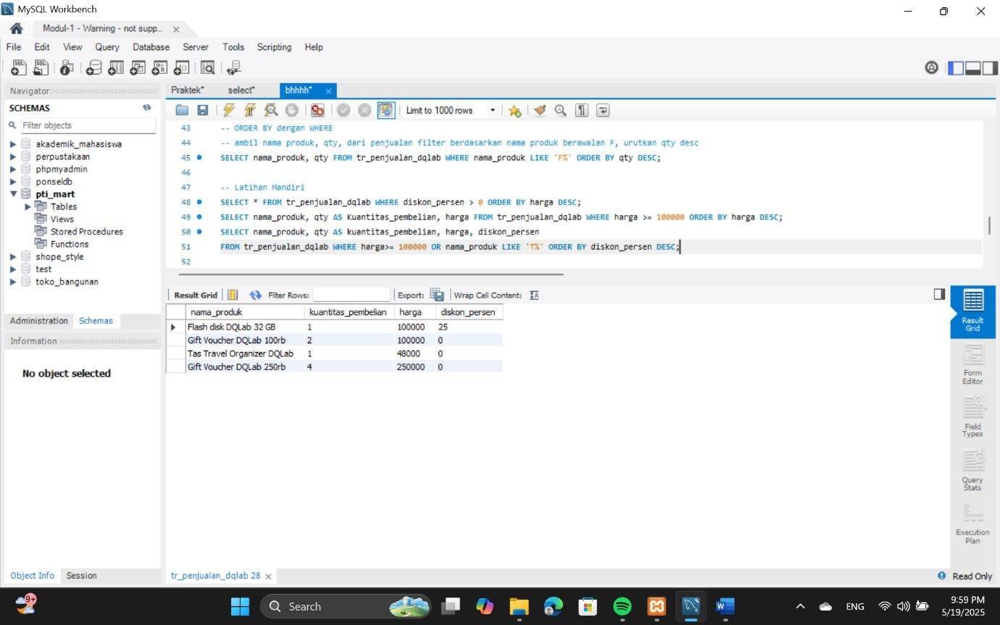 MySQL Workbench
Modul-1 - Warning - not supp...
File Edit View Query Database Server Tools Scripting Help
Navigator
SCHEMAS
Filter objects
akademik_mahasiswa
perpustakaan
phpmyadmin
ponseldb
pti_mart
Tables
Views
Stored Procedures
Functions
shope_style
test
toko_bangunan
Administration Schemas
Information
No object selected
Object Info Session
Praktek* select* bhhhh*
Limit to 1000 rows
43 -- ORDER BY dengan WHERE
44 -- ambil nama produk, qty, dari penjualan filter berdasarkan nama produk berawalan F, urutkan qty desc
45 SELECT nama_produk, qty FROM tr_penjualan_dqlab WHERE nama_produk LIKE 'F%' ORDER BY qty DESC;
46
47 -- Latihan Mandiri
48 SELECT * FROM tr_penjualan_dqlab WHERE diskon_persen > 0 ORDER BY harga DESC;
49 SELECT nama_produk, qty AS Kuantitas_pembelian, harga FROM tr_penjualan_dqlab WHERE harga >= 100000 ORDER BY harga DESC;
50 SELECT nama_produk, qty AS kuantitas_pembelian, harga, diskon_persen
51 FROM tr_penjualan_dqlab WHERE harga>= 100000 OR nama_produk LIKE 'T%' ORDER BY diskon_persen DESC;
52
Result Grid Filter Rows: Export: Wrap Cell Content:
nama_produk kuantitas_pembelian harga diskon_persen
Flash disk DQLab 32 GB 1 100000 25
Gift Voucher DQLab 100rb 2 100000 0
Tas Travel Organizer DQLab 1 48000 0
Gift Voucher DQLab 250rb 4 250000 0
Result
Grid
Form
Editor
Field
Types
Query
Stats
Execution
Plan
tr_penjualan_dqlab 28
Read Only
9+
Search
ENG
9:59 PM
5/19/2025